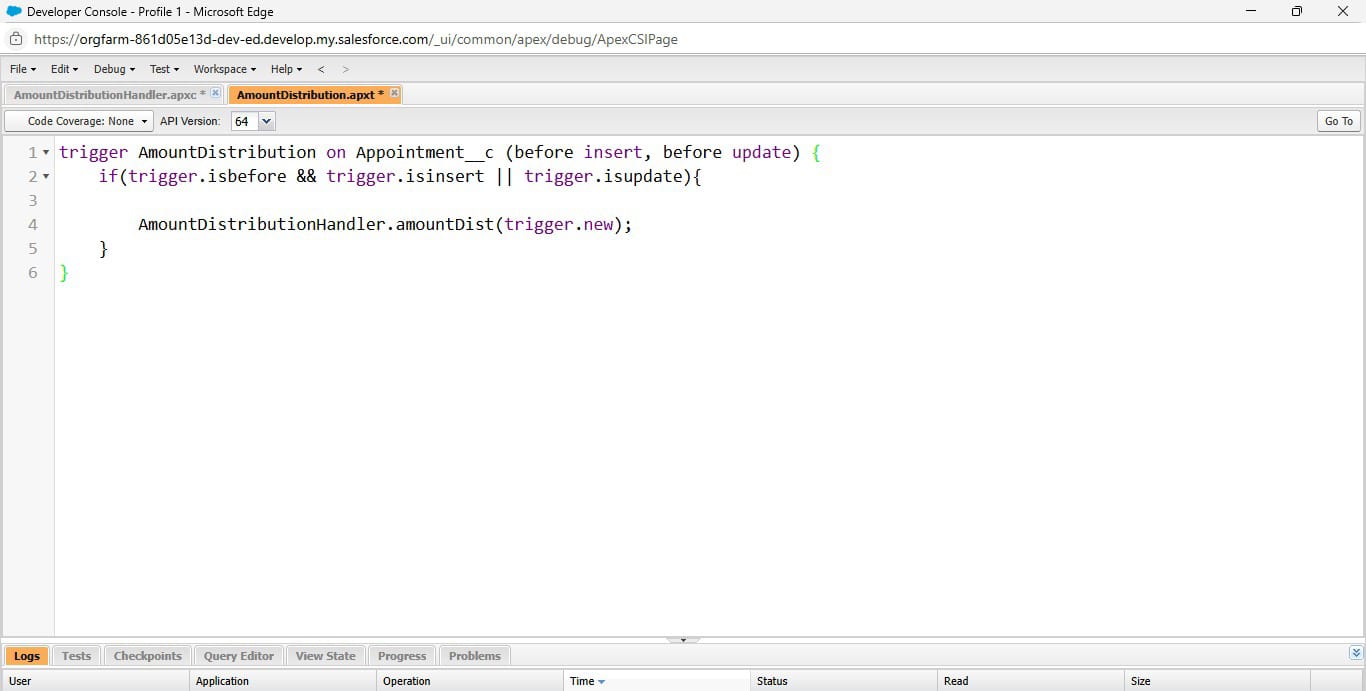 Developer Console - Profile 1 - Microsoft Edge
https://orgfarm-861d05e13d-dev-ed.develop.my.salesforce.com/_ui/common/apex/debug/ApexCSIPage
File Edit Debug Test Workspace Help < >
AmountDistributionHandler.apxc * AmountDistribution.apxt *
Code Coverage: None API Version: 64 Go To
1 trigger AmountDistribution on Appointment__c (before insert, before update) {
2 if(trigger.isbefore && trigger.isinsert || trigger.isupdate){
3
4 AmountDistributionHandler.amountDist(trigger.new);
5 }
6 }
Logs Tests Checkpoints Query Editor View State Progress Problems
User Application Operation Time Status Read Size